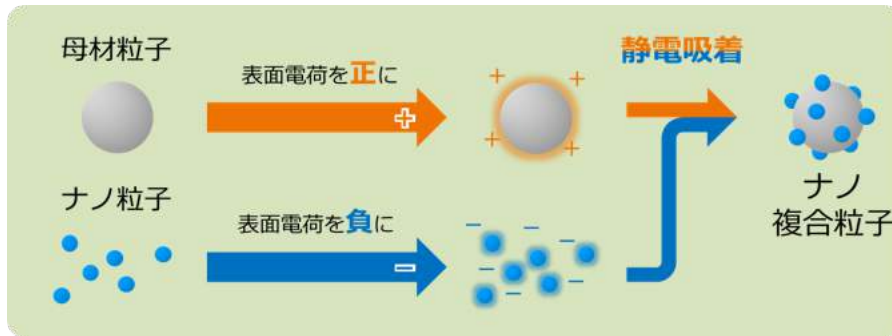 母材粒子
表面電荷を正に
静電吸着
ナノ粒子
表面電荷を負に
ナノ
複合粒子